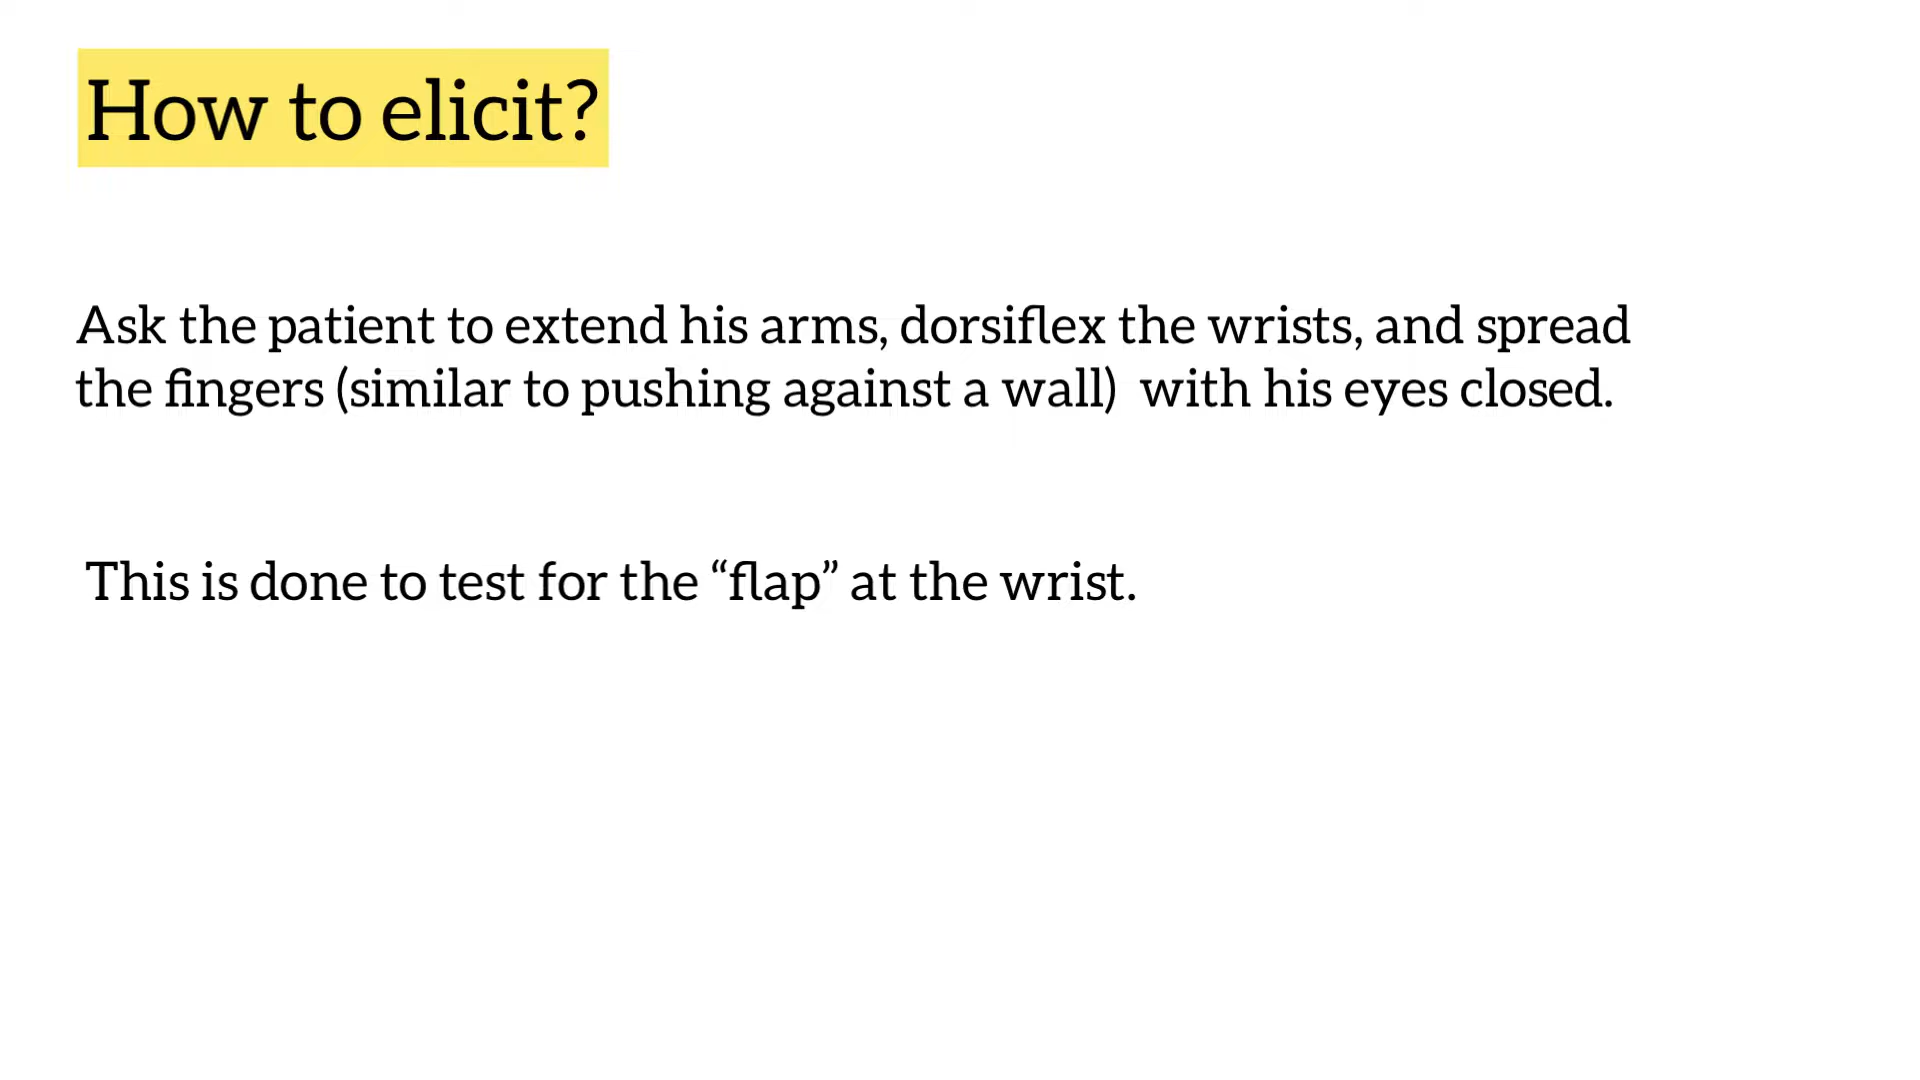 How to elicit?
Ask the patient to extend his arms, dorsiflex the wrists, and spread
the fingers (similar to pushing against a wall)  with his eyes closed.
This is done to test for the “flap” at the wrist.